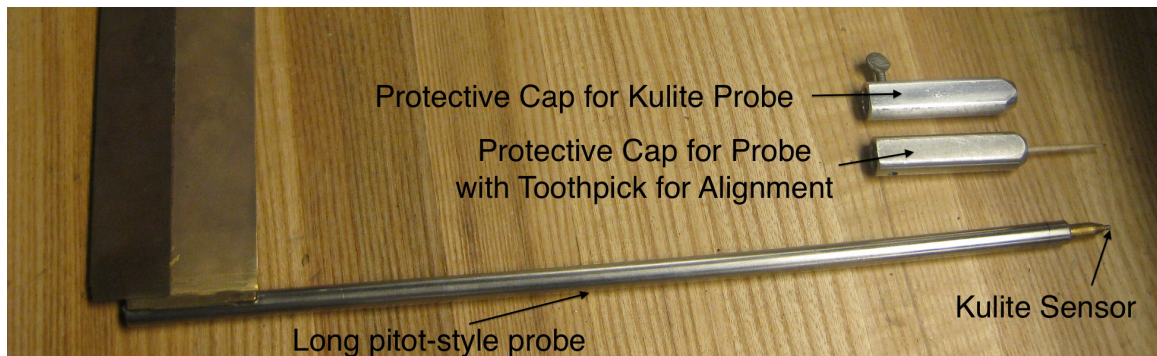 Protective Cap for Kulite Probe
Protective Cap for Probe
with Toothpick for Alignment
Kulite Sensor
Long pitot-style probe